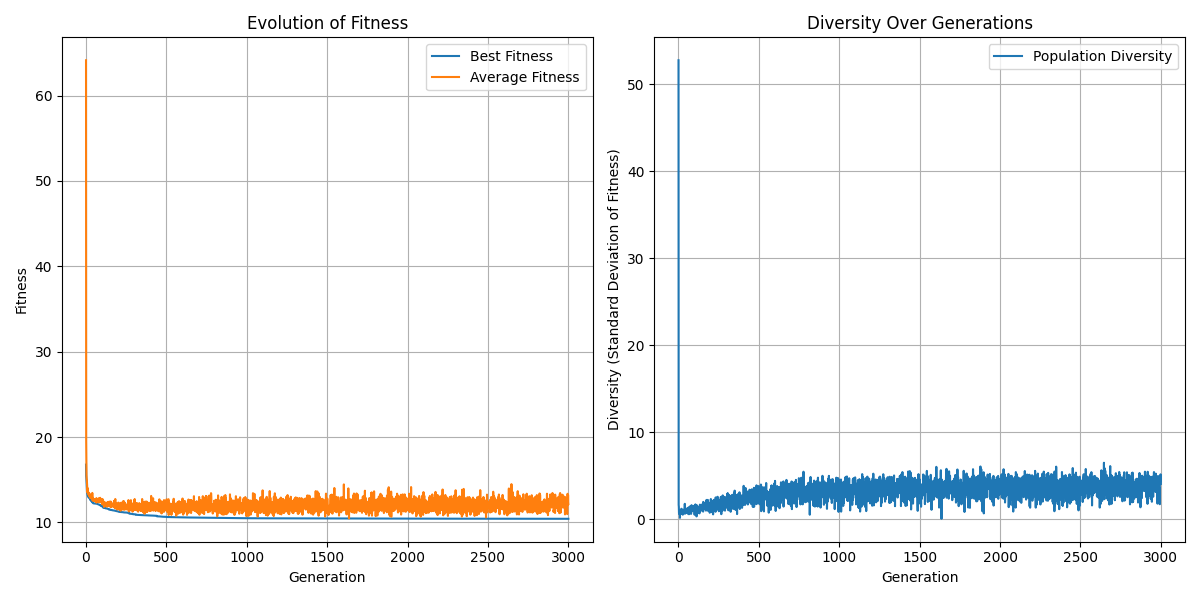 Evolution of Fitness
Best Fitness
Average Fitness
60
50
40
30
20
10
Fitness
0
500
1000
1500
2000
2500
3000
Generation
Diversity Over Generations
Population Diversity
50
40
30
20
10
0
Diversity (Standard Deviation of Fitness)
0
500
1000
1500
2000
2500
3000
Generation